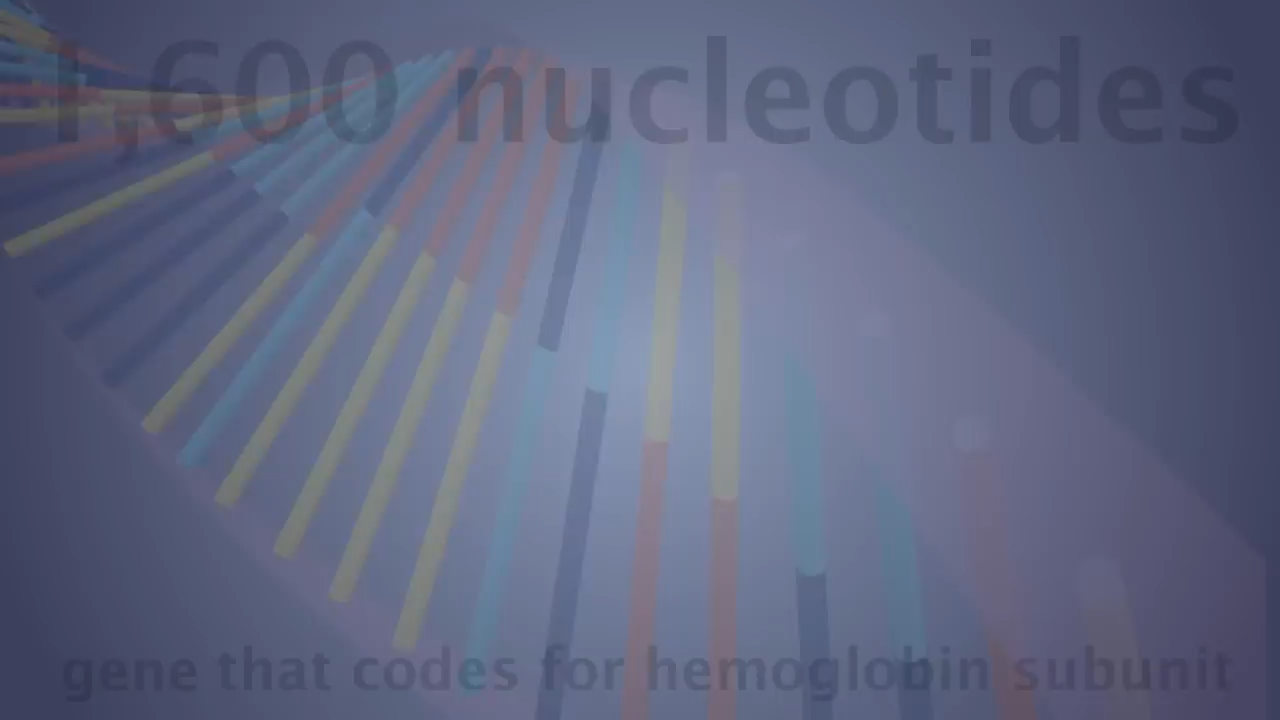 1,600 nucleotides
gene that codes for hemoglobin subunit